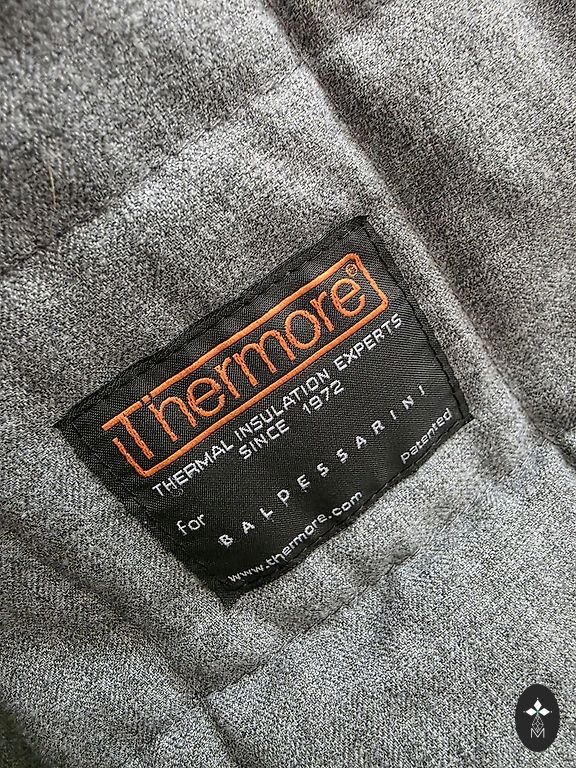 Thermore®
THERMAL INSULATION EXPERTS
SINCE 1972
for BALDESSARINI
www.thermore.com Patented
M